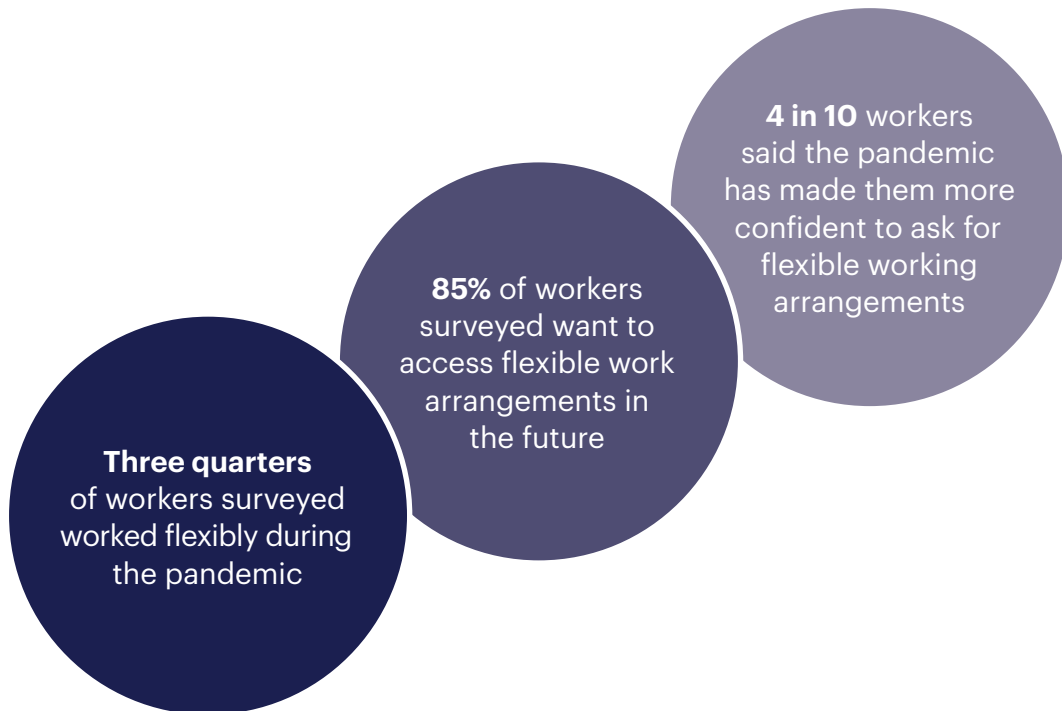 Three quarters
of workers surveyed
worked flexibly during
the pandemic
85% of workers
surveyed want to
access flexible work
arrangements in
the future
4 in 10 workers
said the pandemic
has made them more
confident to ask for
flexible working
arrangements